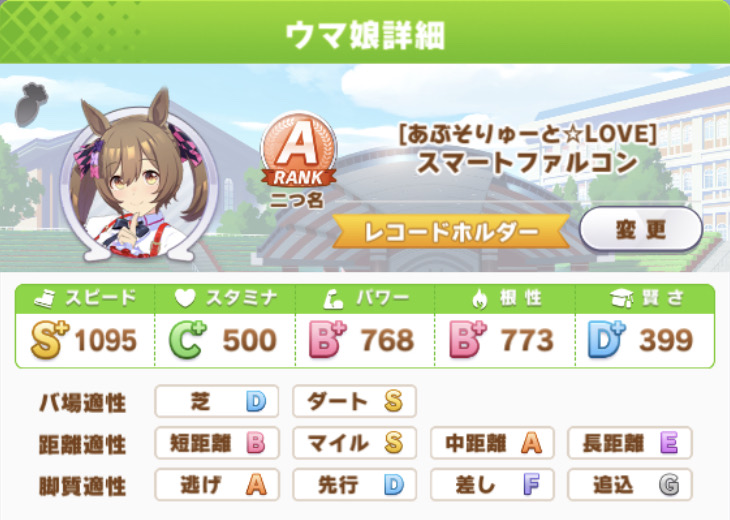 ウマ娘詳細
A
RANK
二つ名
[あぷそりゅーと☆LOVE]
スマートファルコン
レコードホルダー
変更
スピード スタミナ パワー 根性 賢さ
S+ 1095 C+ 500 B+ 768 B+ 773 D+ 399
バ場適性 芝 D ダート S
距離適性 短距離 B マイル S 中距離 A 長距離 E
脚質適性 逃げ A 先行 D 差し F 追込 G